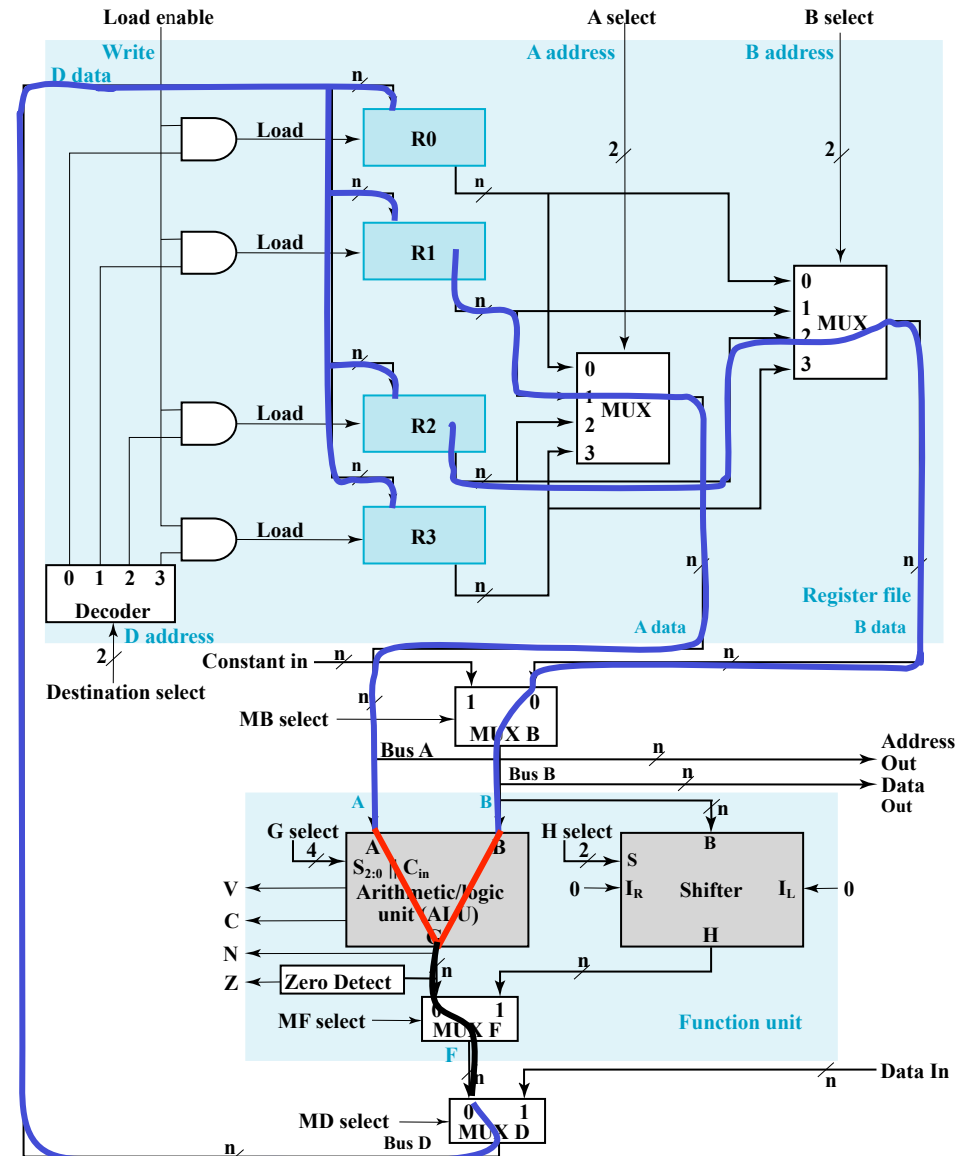 Load enable
A select
B select
Write
A address
B address
D data
n
Load
R0
2
2
n
n
Load
R1
0
n
1
MUX
2
3
n
0
1
MUX
Load
R2
2
3
n
n
Load
R3
0 1 2 3
n
n
n
Decoder
Register file
D address
A data
B data
2
Constant in
n
n
Destination select
n
1 0
MB select
MUX B
Bus A
n
Address
Out
Bus B
n
Data
Out
A
B
n
G select
H select
4
A
B
2
B
S2:0 || Cin
S
V
Arithmetic/logic
unit (ALU)
0
IR
Shifter
IL
0
C
G
H
N
n
n
Z
Zero Detect
0 1
MF select
MUX F
Function unit
F
n
Data In
n
0 1
MD select
MUX D
Bus D
n